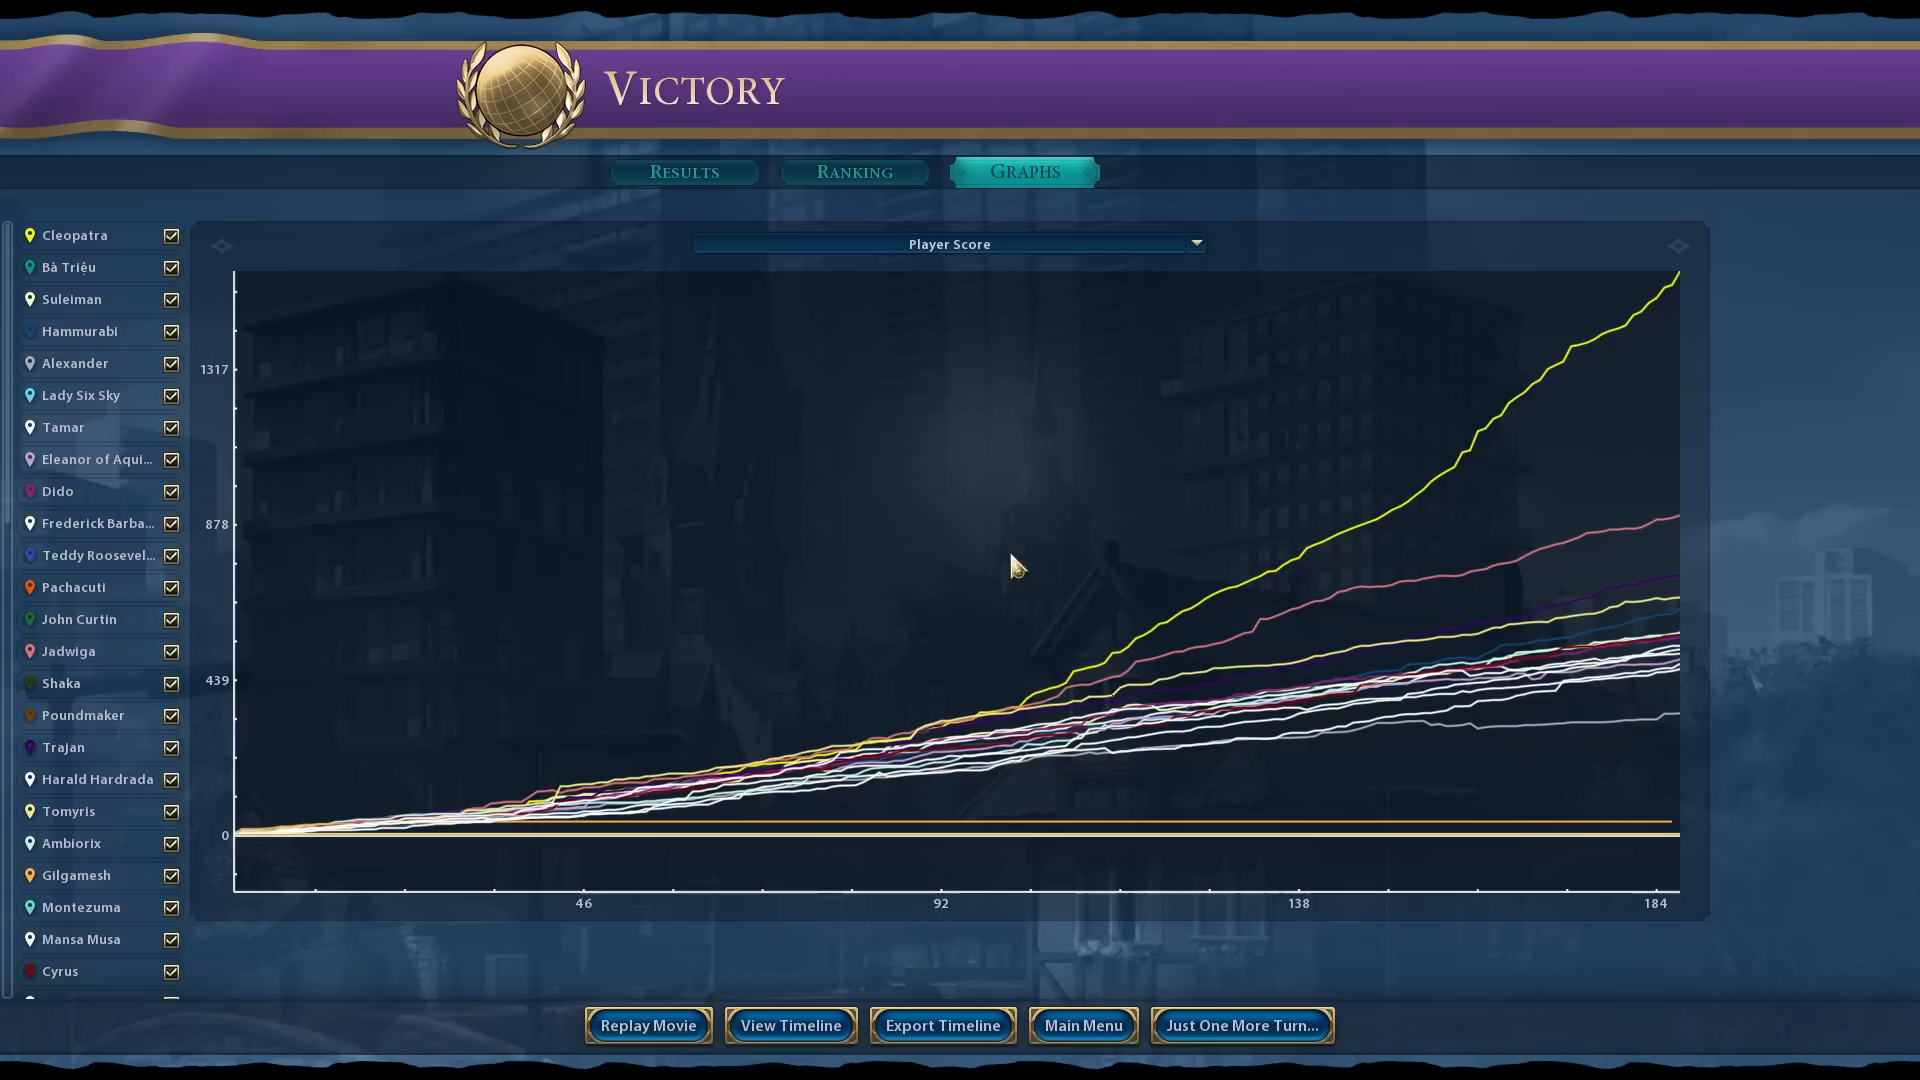 Victory
Results
Ranking
Graphs
Player Score
Cleopatra
Bà Triệu
Suleiman
Hammurabi
Alexander
Lady Six Sky
Tamar
Eleanor of Aqui...
Dido
Frederick Barba...
Teddy Roosevel...
Pachacuti
John Curtin
Jadwiga
Shaka
Poundmaker
Trajan
Harald Hardrada
Tomyris
Ambiorix
Gilgamesh
Montezuma
Mansa Musa
Cyrus
1317
878
439
0
46
92
138
184
Replay Movie
View Timeline
Export Timeline
Main Menu
Just One More Turn...